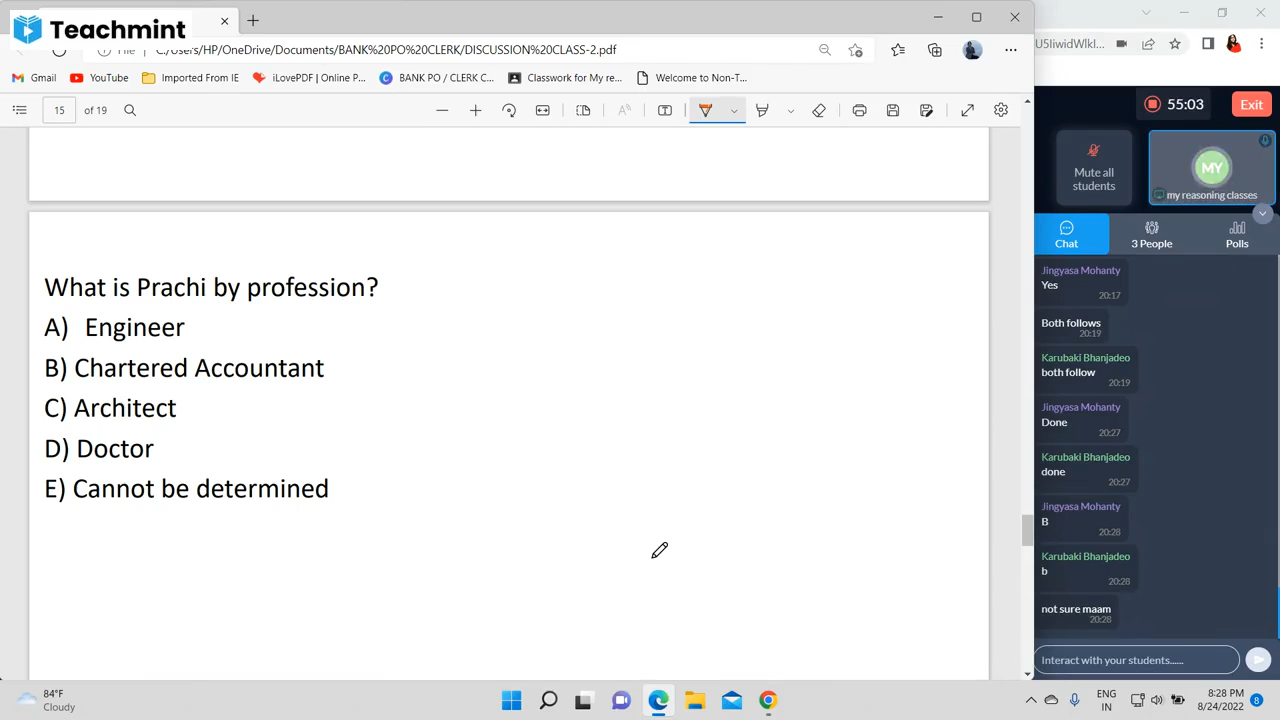 Teachmint
File
C:/Users/HP/OneDrive/Documents/BANK%20PO%20CLERK/DISCUSSION%20CLASS-2.pdf
Gmail
YouTube
Imported From IE
iLovePDF | Online P...
BANK PO / CLERK C...
Classwork for My re...
Welcome to Non-T...
15
of 19
What is Prachi by profession?
A) Engineer
B) Chartered Accountant
C) Architect
D) Doctor
E) Cannot be determined
U5IiwidWlkI...
55:03
Exit
Mute all
students
MY
my reasoning classes
Chat
3 People
Polls
Jingyasa Mohanty
Yes
20:17
Both follows
20:19
Karubaki Bhanjadeo
both follow
20:19
Jingyasa Mohanty
Done
20:27
Karubaki Bhanjadeo
done
20:27
Jingyasa Mohanty
B
20:28
Karubaki Bhanjadeo
b
20:28
not sure maam
20:28
Interact with your students......
84°F
Cloudy
ENG
IN
8:28 PM
8/24/2022
8